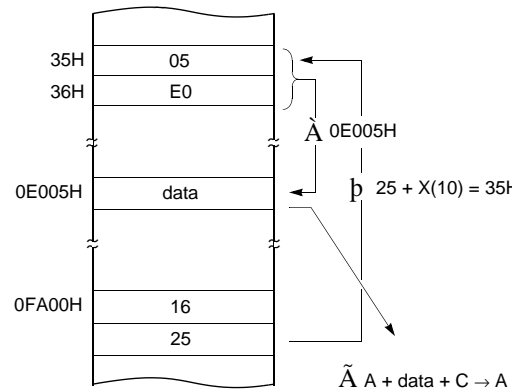 35H 05
36H E0
À 0E005H
0E005H data
þ 25 + X(10) = 35H
0FA00H 16
25
Ã A + data + C → A